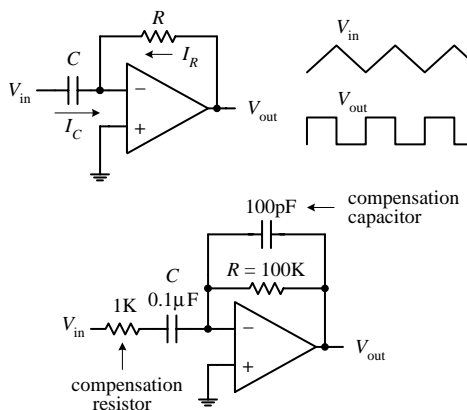 R
I_R
C
V_in
I_C
−
+
V_out
V_in
V_out
100pF
compensation
capacitor
R = 100K
C
1K
0.1µF
V_in
−
+
V_out
compensation
resistor